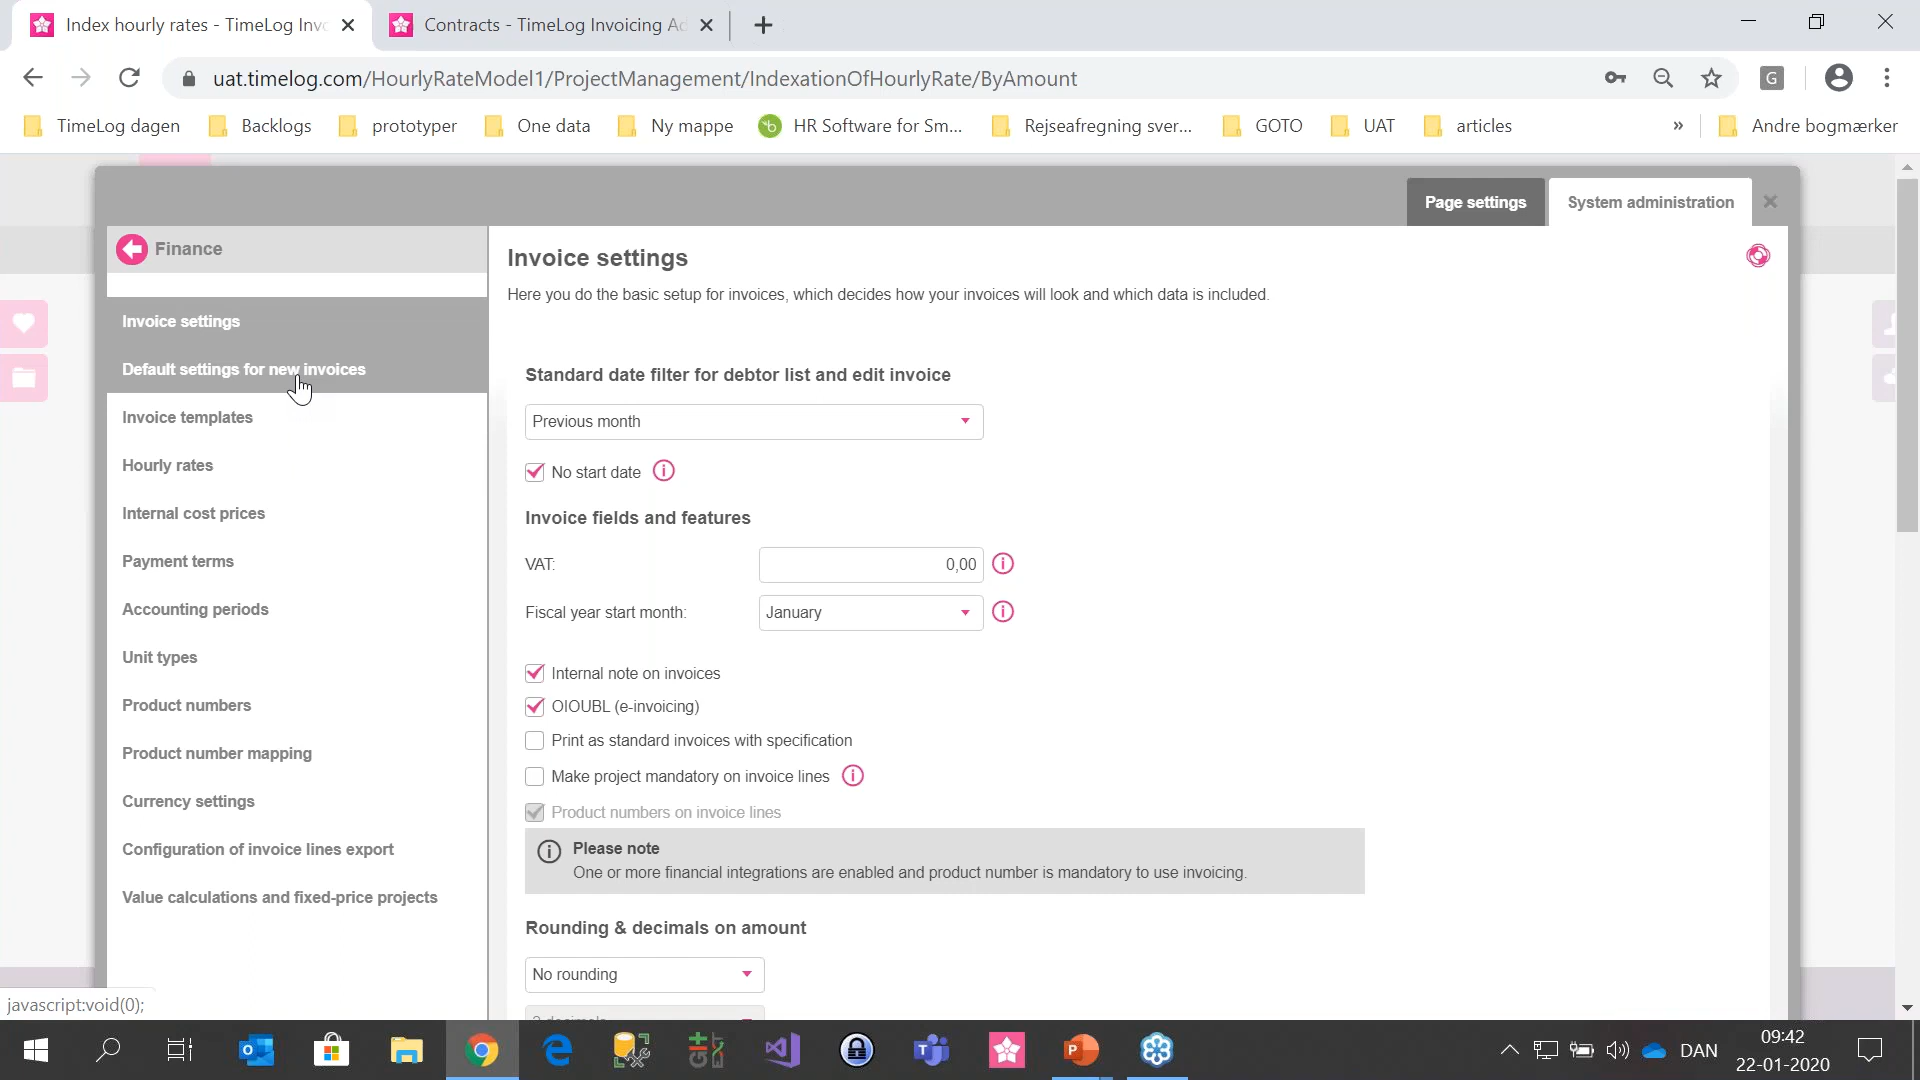 Index hourly rates - TimeLog Inv
Contracts - TimeLog Invoicing Ad
uat.timelog.com/HourlyRateModel1/ProjectManagement/IndexationOfHourlyRate/ByAmount
G
TimeLog dagen
Backlogs
prototyper
One data
Ny mappe
HR Software for Sm...
Rejseafregning sver...
GOTO
UAT
articles
»
Andre bogmærker
Page settings
System administration
Finance
Invoice settings
Default settings for new invoices
Invoice templates
Hourly rates
Internal cost prices
Payment terms
Accounting periods
Unit types
Product numbers
Product number mapping
Currency settings
Configuration of invoice lines export
Value calculations and fixed-price projects
Invoice settings
Here you do the basic setup for invoices, which decides how your invoices will look and which data is included.
Standard date filter for debtor list and edit invoice
Previous month
No start date
Invoice fields and features
VAT:
0,00
Fiscal year start month:
January
Internal note on invoices
OIOUBL (e-invoicing)
Print as standard invoices with specification
Make project mandatory on invoice lines
Product numbers on invoice lines
Please note
One or more financial integrations are enabled and product number is mandatory to use invoicing.
Rounding & decimals on amount
No rounding
javascript:void(0);
DAN
09:42
22-01-2020